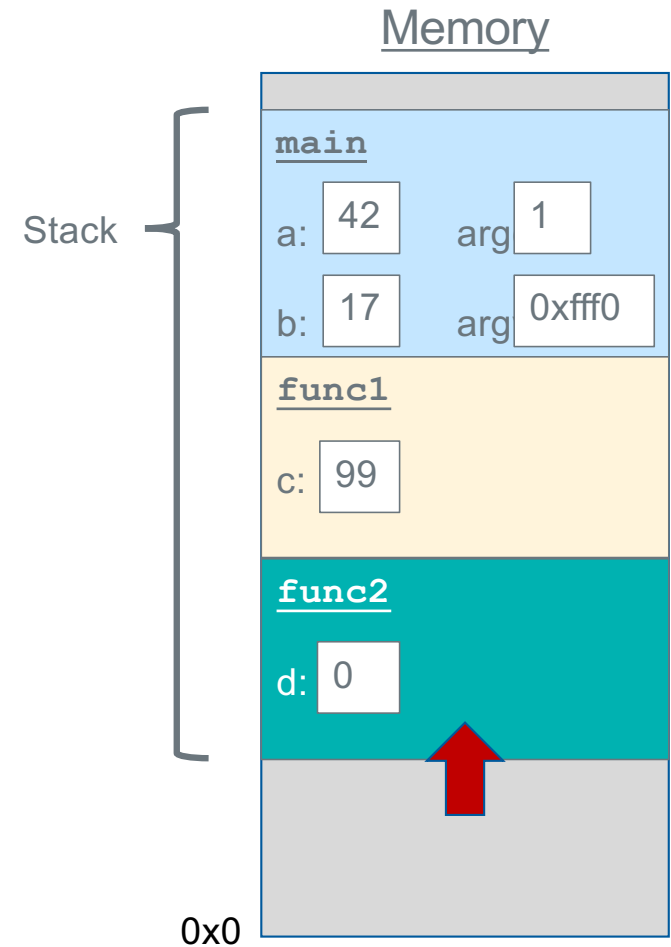 Memory
main
Stack
a: 42 arg 1
b: 17 arg 0xfff0
func1
c: 99
func2
d: 0
0x0